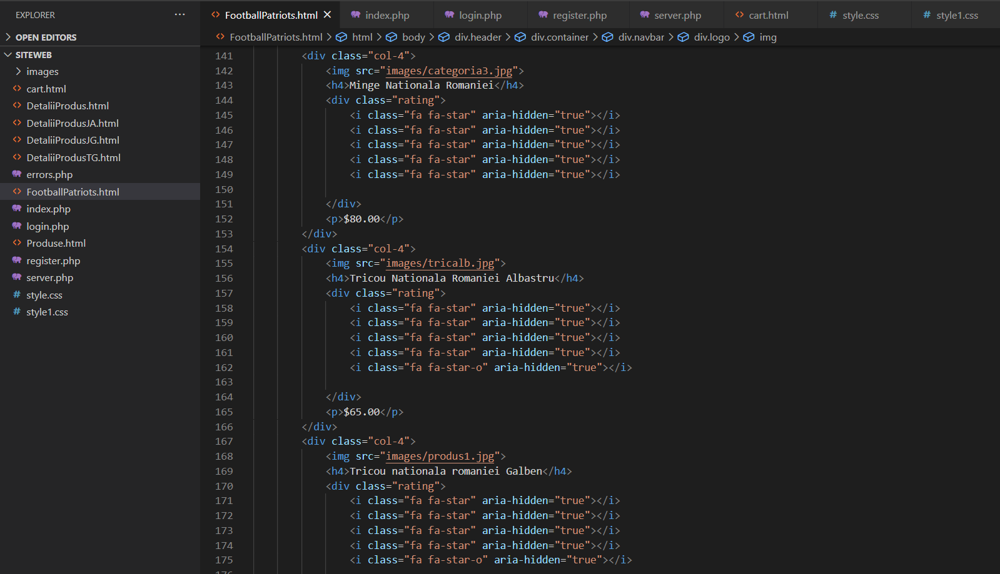 EXPLORER ···
OPEN EDITORS
SITEWEB
images
cart.html
DetaliiProdus.html
DetaliiProdusJA.html
DetaliiProdusJG.html
DetaliiProdusTG.html
errors.php
FootballPatriots.html
index.php
login.php
Produse.html
register.php
server.php
# style.css
# style1.css
<> FootballPatriots.html × index.php login.php register.php server.php <> cart.html # style.css # style1.css
<> FootballPatriots.html > html > body > div.header > div.container > div.navbar > div.logo > img
141 <div class="col-4">
142 <img src="images/categoria3.jpg">
143 <h4>Minge Nationala Romaniei</h4>
144 <div class="rating">
145 <i class="fa fa-star" aria-hidden="true"></i>
146 <i class="fa fa-star" aria-hidden="true"></i>
147 <i class="fa fa-star" aria-hidden="true"></i>
148 <i class="fa fa-star" aria-hidden="true"></i>
149 <i class="fa fa-star" aria-hidden="true"></i>
150
151 </div>
152 <p>$80.00</p>
153 </div>
154 <div class="col-4">
155 <img src="images/tricalb.jpg">
156 <h4>Tricou Nationala Romaniei Albastru</h4>
157 <div class="rating">
158 <i class="fa fa-star" aria-hidden="true"></i>
159 <i class="fa fa-star" aria-hidden="true"></i>
160 <i class="fa fa-star" aria-hidden="true"></i>
161 <i class="fa fa-star" aria-hidden="true"></i>
162 <i class="fa fa-star-o" aria-hidden="true"></i>
163
164 </div>
165 <p>$65.00</p>
166 </div>
167 <div class="col-4">
168 <img src="images/produs1.jpg">
169 <h4>Tricou nationala romaniei Galben</h4>
170 <div class="rating">
171 <i class="fa fa-star" aria-hidden="true"></i>
172 <i class="fa fa-star" aria-hidden="true"></i>
173 <i class="fa fa-star" aria-hidden="true"></i>
174 <i class="fa fa-star" aria-hidden="true"></i>
175 <i class="fa fa-star-o" aria-hidden="true"></i>
176